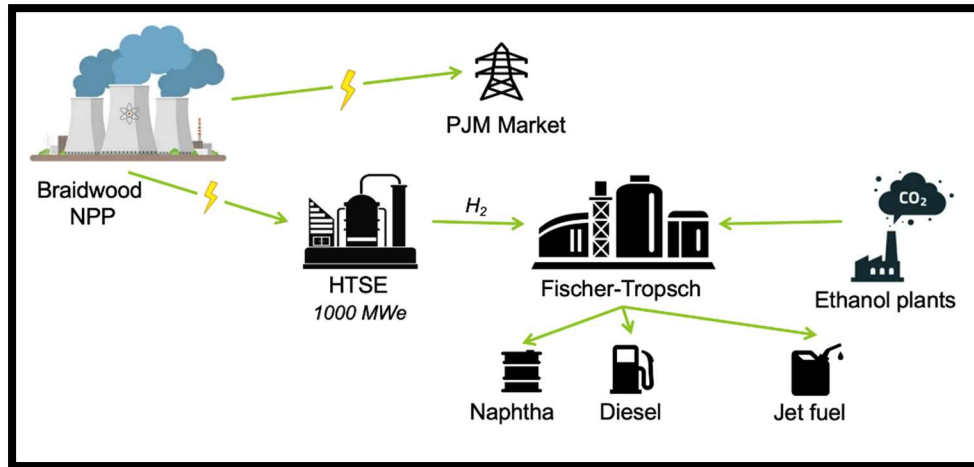 PJM Market
Braidwood
NPP
H2
CO2
HTSE
1000 MWe
Fischer-Tropsch
Ethanol plants
Naphtha
Diesel
Jet fuel